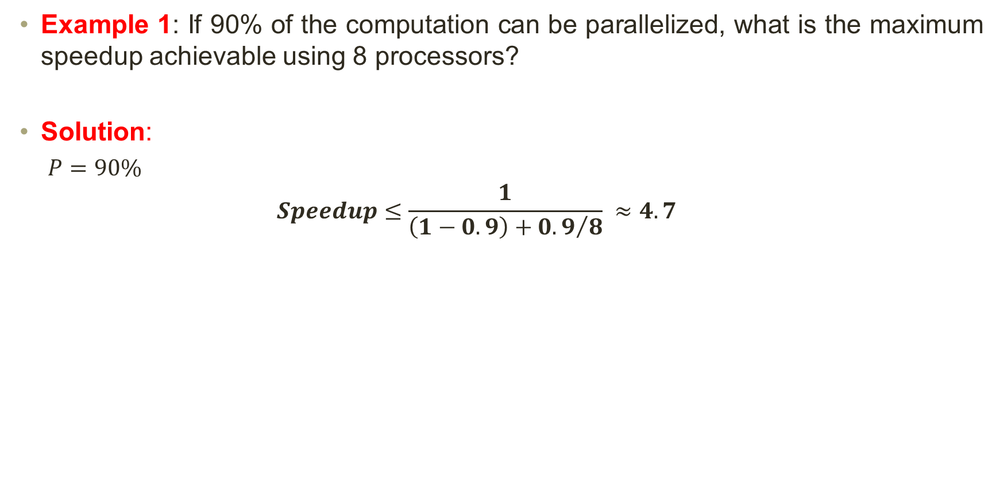 • Example 1: If 90% of the computation can be parallelized, what is the maximum
speedup achievable using 8 processors?
• Solution:
𝑃 = 90%
𝑺𝒑𝒆𝒆𝒅𝒖𝒑 ≤ 𝟏 / ((𝟏 − 𝟎.𝟗) + 𝟎.𝟗/𝟖) ≈ 𝟒.𝟕